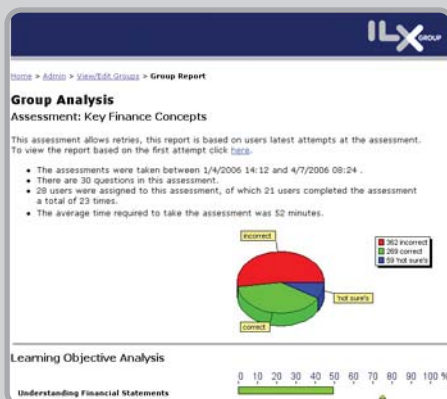 ILX GROUP
Home > Admin > View/Edit Groups > Group Report
Group Analysis
Assessment: Key Finance Concepts
This assessment allows retries, this report is based on users latest attempts at the assessment.
To view the report based on the first attempt click here.
• The assessments were taken between 1/4/2006 14:12 and 4/7/2006 08:24 .
• There are 30 questions in this assessment.
• 28 users were assigned to this assessment, of which 21 users completed the assessment
a total of 23 times.
• The average time required to take the assessment was 52 minutes.
incorrect
362 incorrect
269 correct
59 'not sure's
'not sure's
correct
Learning Objective Analysis
0 10 20 30 40 50 60 70 80 90 100 %
Understanding Financial Statements